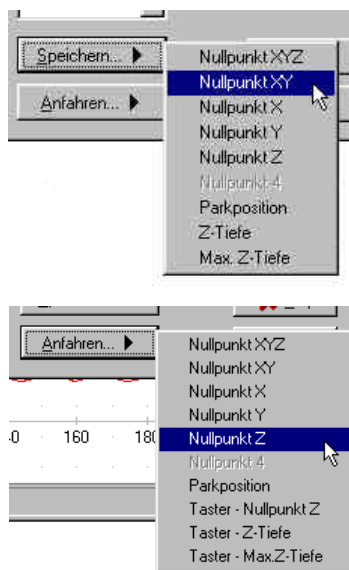 Speichern...
Anfahren...
Nullpunkt XYZ
Nullpunkt XY
Nullpunkt X
Nullpunkt Y
Nullpunkt Z
Nullpunkt 4
Parkposition
Z-Tiefe
Max. Z-Tiefe
Anfahren...
160
180
Nullpunkt XYZ
Nullpunkt XY
Nullpunkt X
Nullpunkt Y
Nullpunkt Z
Nullpunkt 4
Parkposition
Taster - Nullpunkt Z
Taster - Z-Tiefe
Taster - Max.Z-Tiefe